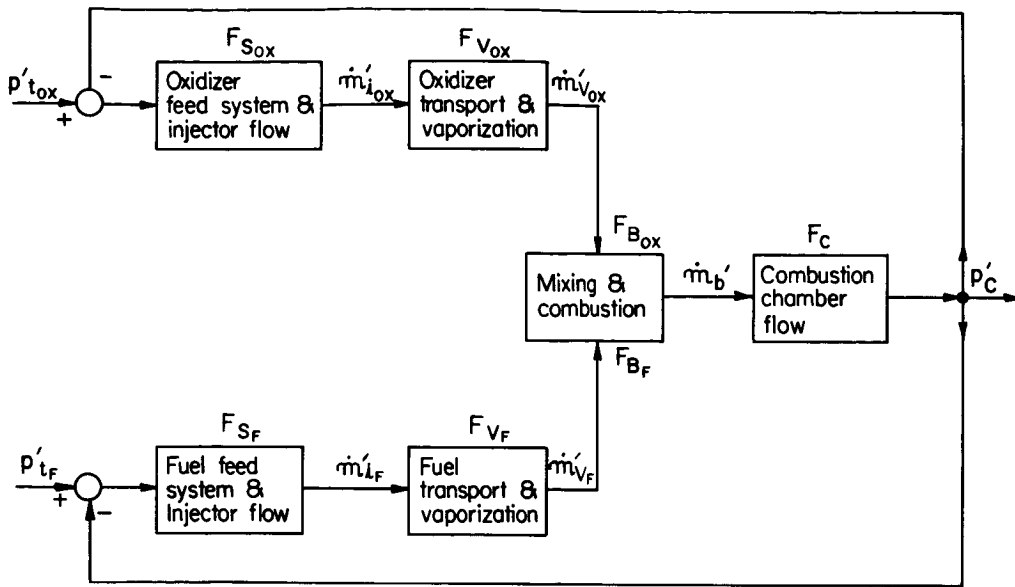 F_Sox
F_Vox
p'_tox
−
+
Oxidizer
feed system &
injector flow
ṁ'_iox
Oxidizer
transport &
vaporization
ṁ'_Vox
F_Box
Mixing &
combustion
F_BF
ṁ_b'
F_C
Combustion
chamber
flow
p'_C
F_SF
F_VF
p'_tF
+
−
Fuel feed
system &
Injector flow
ṁ'_iF
Fuel
transport &
vaporization
ṁ'_VF